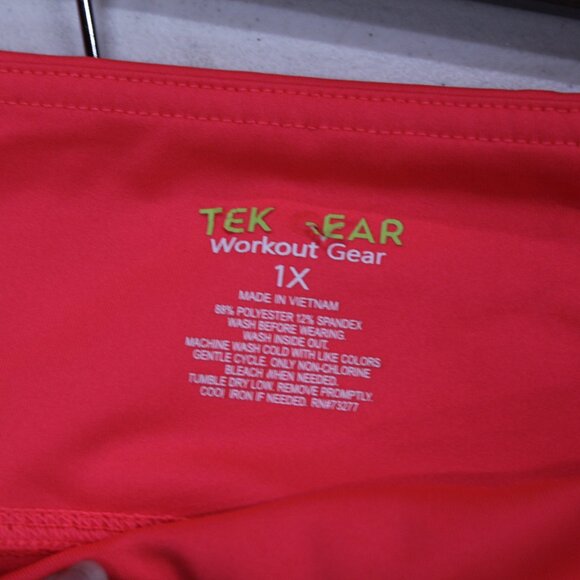 TEK GEAR
Workout Gear
1X
MADE IN VIETNAM
88% POLYESTER 12% SPANDEX
WASH BEFORE WEARING.
WASH INSIDE OUT.
MACHINE WASH COLD WITH LIKE COLORS
GENTLE CYCLE. ONLY NON-CHLORINE
BLEACH WHEN NEEDED.
TUMBLE DRY LOW. REMOVE PROMPTLY.
COOL IRON IF NEEDED. RN#73277